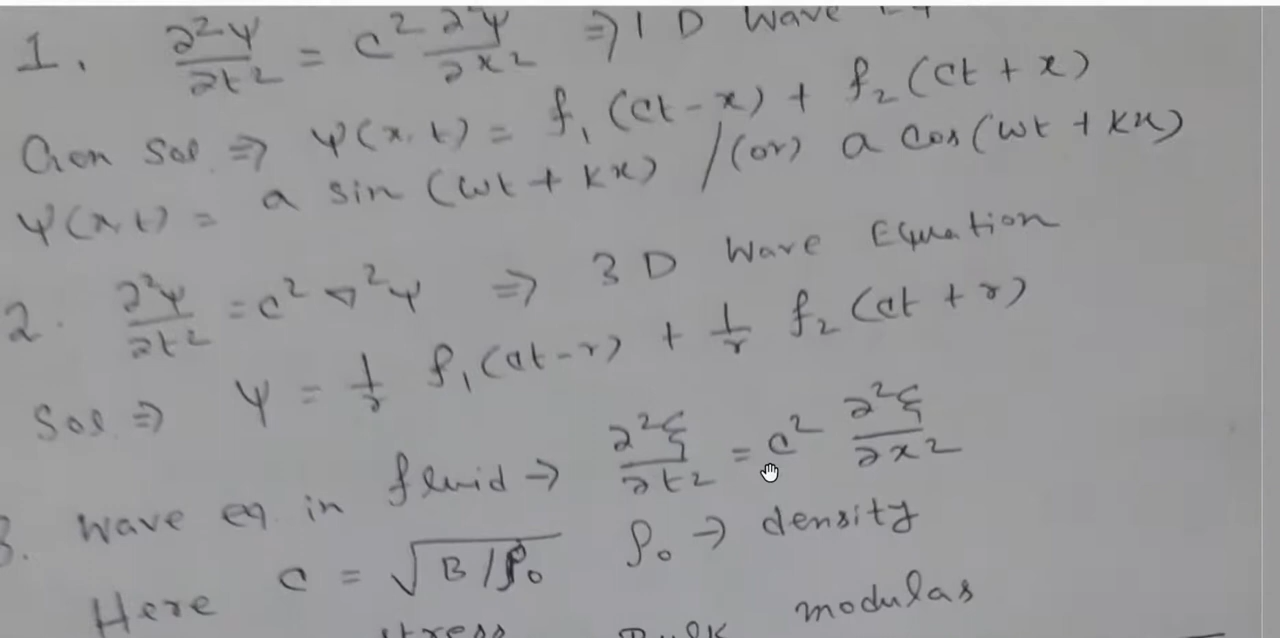 1. ∂²ψ/∂t² = c² ∂²ψ/∂x² ⇒ 1 D Wave
Gen Sol ⇒ ψ(x, t) = f₁ (ct - x) + f₂ (ct + x)
ψ(x, t) = a sin (ωt + kx) / (or) a cos (ωt + kx)
2. ∂²ψ/∂t² = c² ∇²ψ ⇒ 3 D Wave Equation
Sol ⇒ ψ = 1/r f₁ (ct - r) + 1/r f₂ (ct + r)
3. Wave eq in fluid → ∂²ξ/∂t² = c² ∂²ξ/∂x²
Here c = √B/ρ₀ ρ₀ → density
stress Bulk modulas